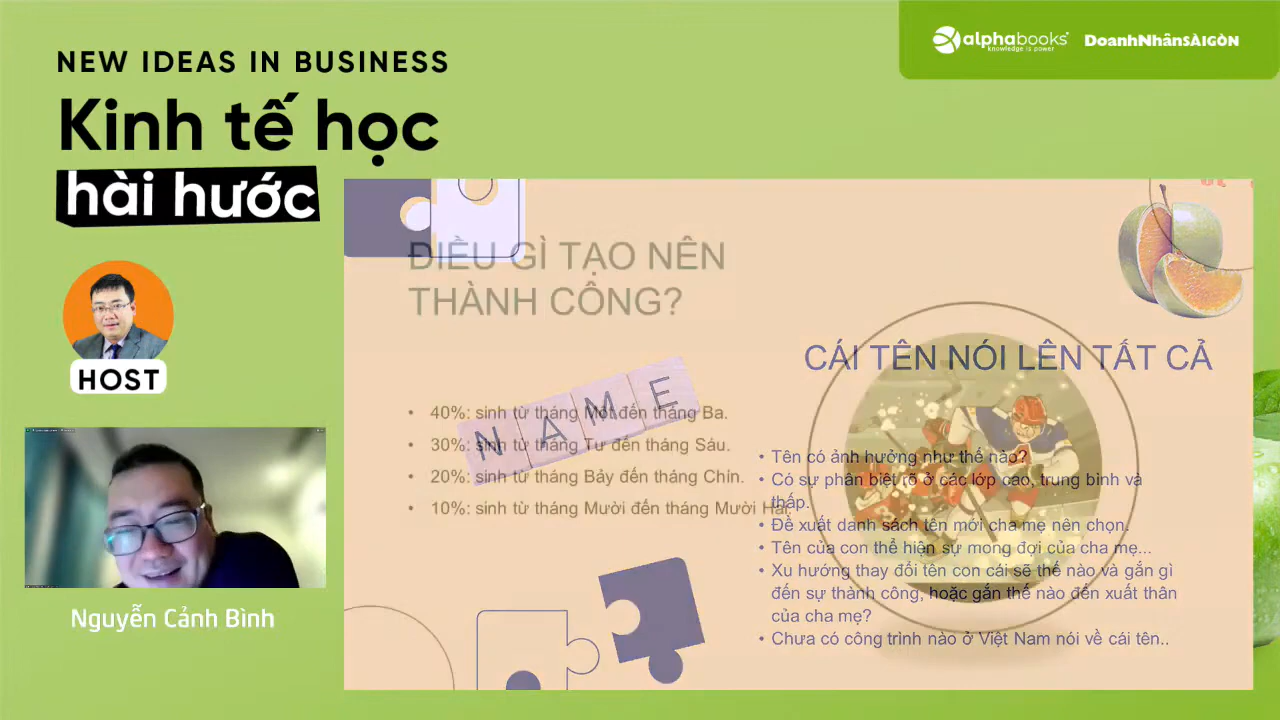 NEW IDEAS IN BUSINESS
Kinh tế học
hài hước
alphabooks
knowledge is power
DoanhNhânSÀIGÒN
HOST
Nguyễn Cảnh Bình
ĐIỀU GÌ TẠO NÊN
THÀNH CÔNG?
NAME
40%: sinh từ tháng Một đến tháng Ba.
30%: sinh từ tháng Tư đến tháng Sáu.
20%: sinh từ tháng Bảy đến tháng Chín.
10%: sinh từ tháng Mười đến tháng Mười Hai.
CÁI TÊN NÓI LÊN TẤT CẢ
• Tên có ảnh hưởng như thế nào?
• Có sự phân biệt rõ ở các lớp cao, trung bình và
thấp.
• Đề xuất danh sách tên mới cha mẹ nên chọn.
• Tên của con thể hiện sự mong đợi của cha mẹ...
• Xu hướng thay đổi tên con cái sẽ thế nào và gắn gì
đến sự thành công, hoặc gắn thế nào đến xuất thân
của cha mẹ?
• Chưa có công trình nào ở Việt Nam nói về cái tên..